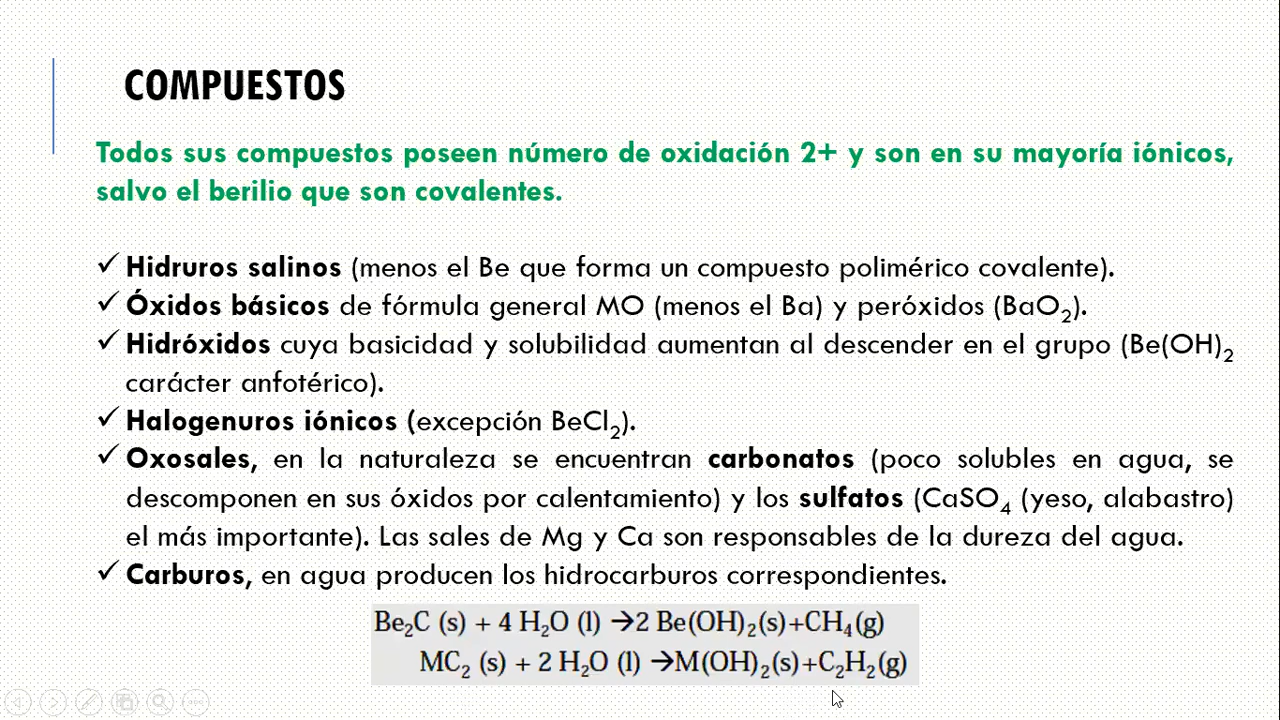 COMPUESTOS
Todos sus compuestos poseen número de oxidación 2+ y son en su mayoría iónicos,
salvo el berilio que son covalentes.
✓ Hidruros salinos (menos el Be que forma un compuesto polimérico covalente).
✓ Óxidos básicos de fórmula general MO (menos el Ba) y peróxidos (BaO₂).
✓ Hidróxidos cuya basicidad y solubilidad aumentan al descender en el grupo (Be(OH)₂
carácter anfotérico).
✓ Halogenuros iónicos (excepción BeCl₂).
✓ Oxosales, en la naturaleza se encuentran carbonatos (poco solubles en agua, se
descomponen en sus óxidos por calentamiento) y los sulfatos (CaSO₄ (yeso, alabastro)
el más importante). Las sales de Mg y Ca son responsables de la dureza del agua.
✓ Carburos, en agua producen los hidrocarburos correspondientes.
Be₂C (s) + 4 H₂O (l) →2 Be(OH)₂(s)+CH₄(g)
MC₂ (s) + 2 H₂O (l) →M(OH)₂(s)+C₂H₂(g)